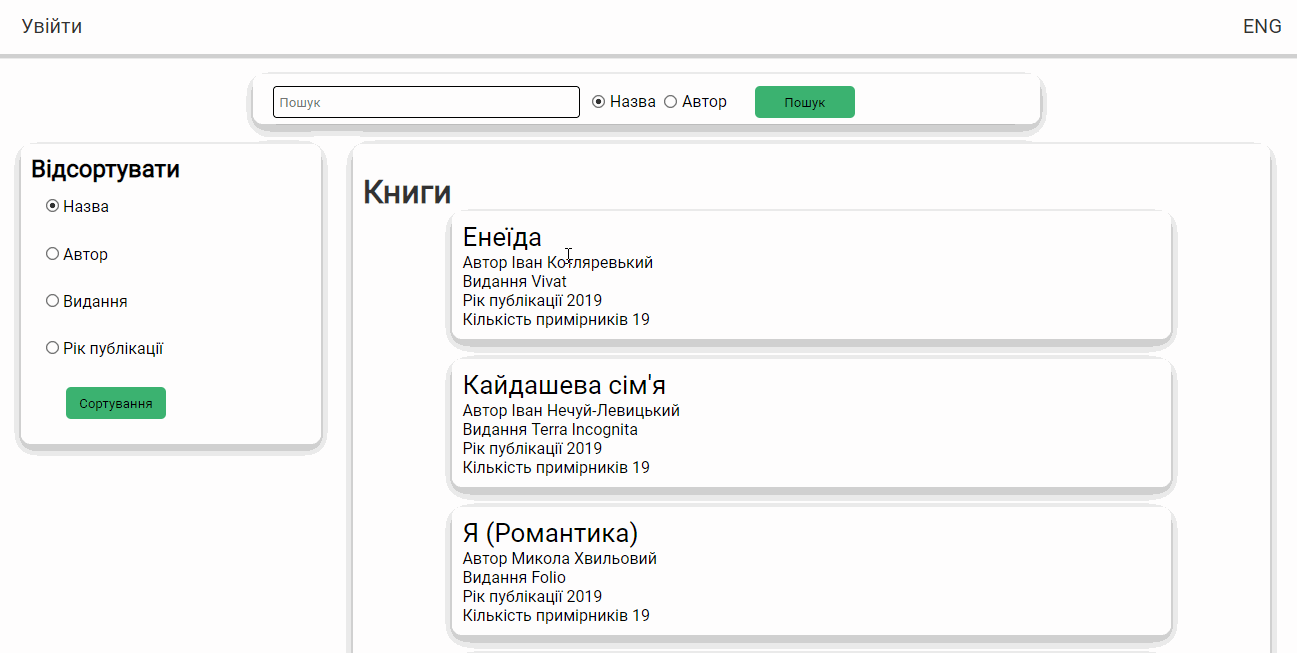 Увійти
ENG
Пошук
Назва
Автор
Пошук
Відсортувати
Назва
Автор
Видання
Рік публікації
Сортування
Книги
Енеїда
Автор Іван Котляревький
Видання Vivat
Рік публікації 2019
Кількість примірників 19
Кайдашева сім'я
Автор Іван Нечуй-Левицький
Видання Terra Incognita
Рік публікації 2019
Кількість примірників 19
Я (Романтика)
Автор Микола Хвильовий
Видання Folio
Рік публікації 2019
Кількість примірників 19